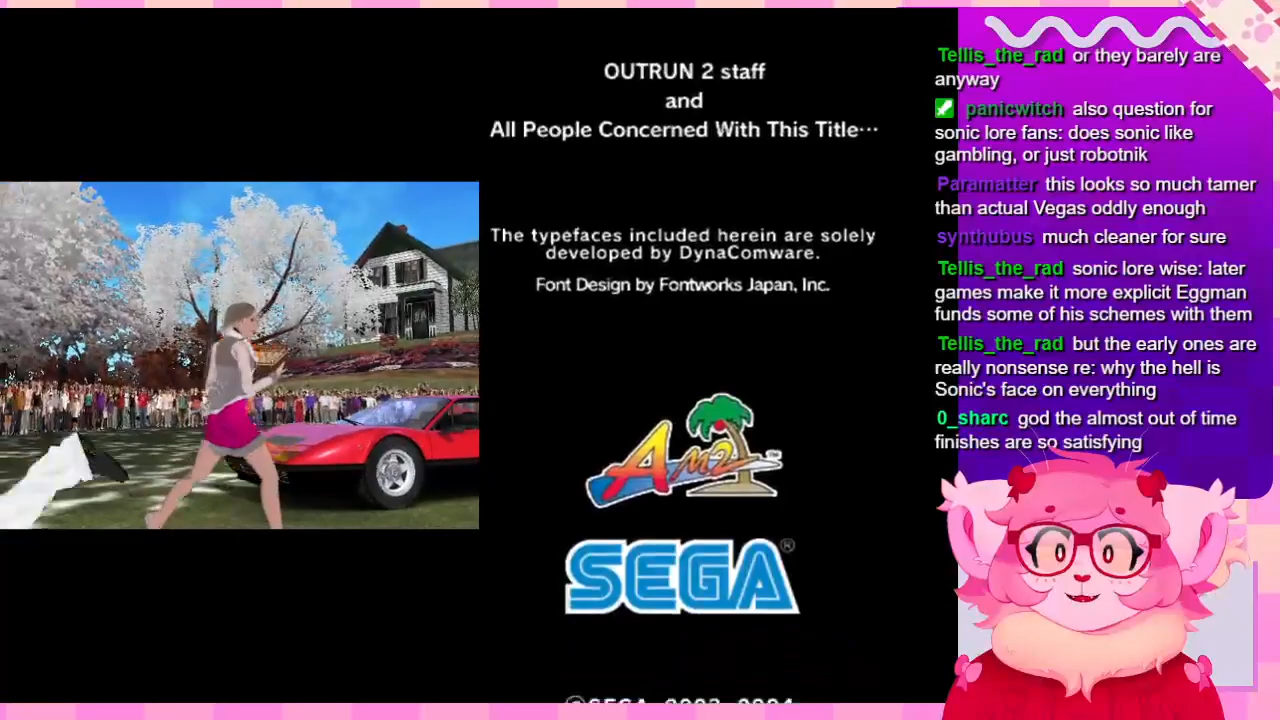 OUTRUN 2 staff
and
All People Concerned With This Title…
The typefaces included herein are solely
developed by DynaComware.
Font Design by Fontworks Japan, Inc.
AM2 ™
SEGA ®
©SEGA 2003 2004
Tellis_the_rad or they barely are
anyway
panicwitch also question for
sonic lore fans: does sonic like
gambling, or just robotnik
Paramatter this looks so much tamer
than actual Vegas oddly enough
synthubus much cleaner for sure
Tellis_the_rad sonic lore wise: later
games make it more explicit Eggman
funds some of his schemes with them
Tellis_the_rad but the early ones are
really nonsense re: why the hell is
Sonic's face on everything
0_sharc god the almost out of time
finishes are so satisfying